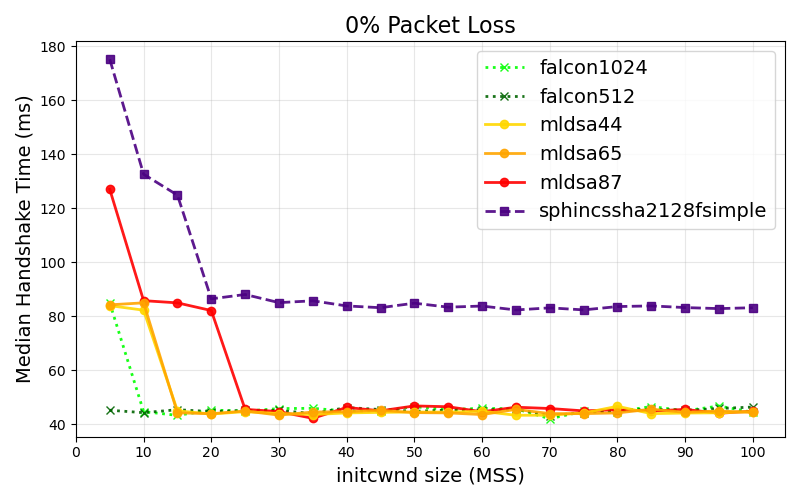 0% Packet Loss
Median Handshake Time (ms)
180
160
140
120
100
80
60
40
falcon1024
falcon512
mldsa44
mldsa65
mldsa87
sphincssha2128fsimple
0 10 20 30 40 50 60 70 80 90 100
initcwnd size (MSS)